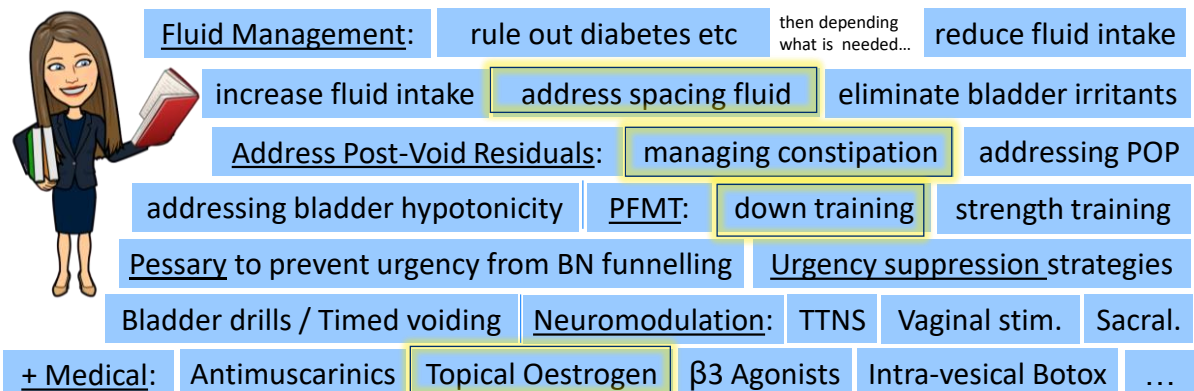 Fluid Management: rule out diabetes etc then depending what is needed... reduce fluid intake
increase fluid intake address spacing fluid eliminate bladder irritants
Address Post-Void Residuals: managing constipation addressing POP
addressing bladder hypotonicity PFMT: down training strength training
Pessary to prevent urgency from BN funnelling Urgency suppression strategies
Bladder drills / Timed voiding Neuromodulation: TTNS Vaginal stim. Sacral.
+ Medical: Antimuscarinics Topical Oestrogen β3 Agonists Intra-vesical Botox ...